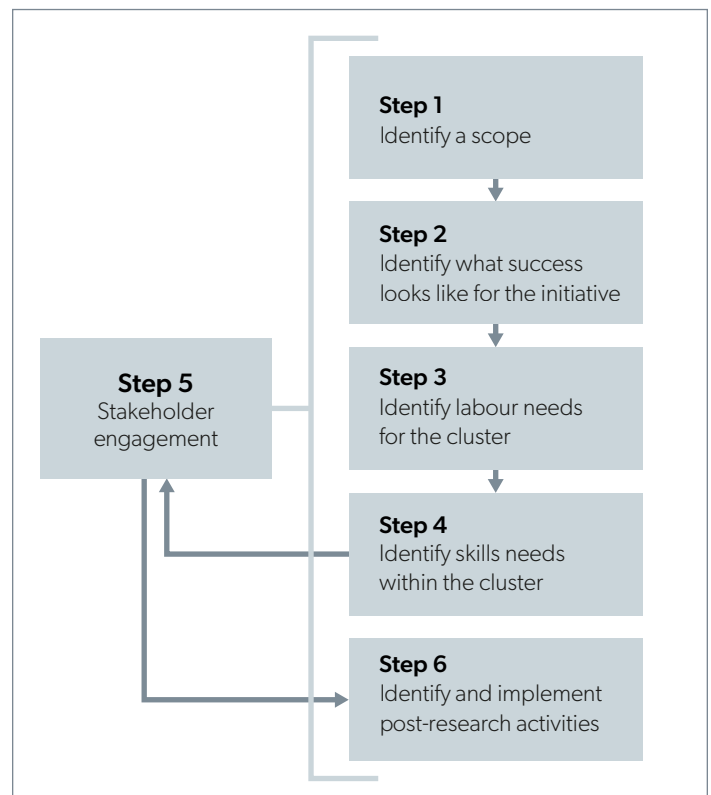 Step 1
Identify a scope
Step 2
Identify what success
looks like for the initiative
Step 3
Identify labour needs
for the cluster
Step 4
Identify skills needs
within the cluster
Step 5
Stakeholder
engagement
Step 6
Identify and implement
post-research activities